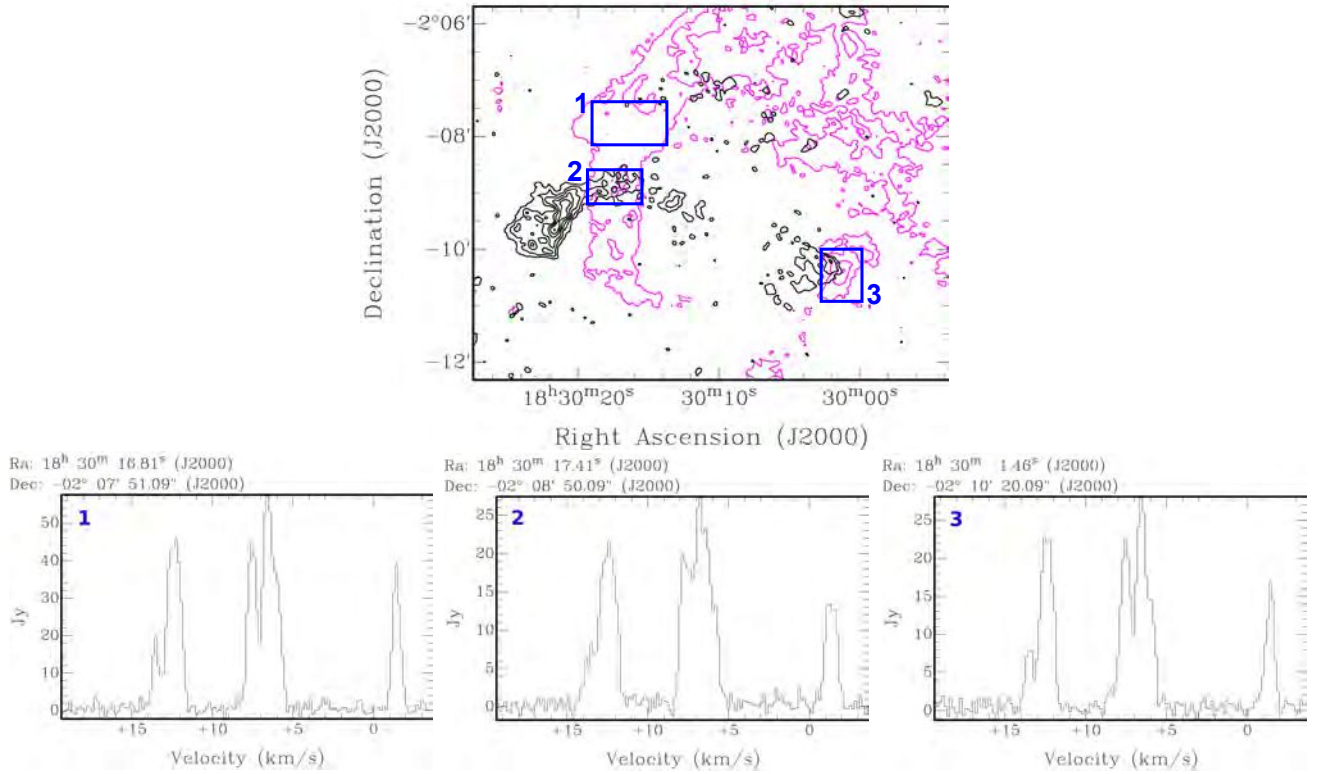 -2°06′
1
-08′
2
-10′
3
-12′
Declination (J2000)
18ʰ30ᵐ20ˢ 30ᵐ10ˢ 30ᵐ00ˢ
Right Ascension (J2000)
Ra: 18ʰ 30ᵐ 16.81ˢ (J2000)
Dec: -02° 07' 51.09" (J2000)
1
50
40
30
20
10
0
Jy
+15 +10 +5 0
Velocity (km/s)
Ra: 18ʰ 30ᵐ 17.41ˢ (J2000)
Dec: -02° 08' 50.09" (J2000)
2
25
20
15
10
5
0
Jy
+15 +10 +5 0
Velocity (km/s)
Ra: 18ʰ 30ᵐ 1.46ˢ (J2000)
Dec: -02° 10' 20.09" (J2000)
3
25
20
15
10
5
0
Jy
+15 +10 +5 0
Velocity (km/s)